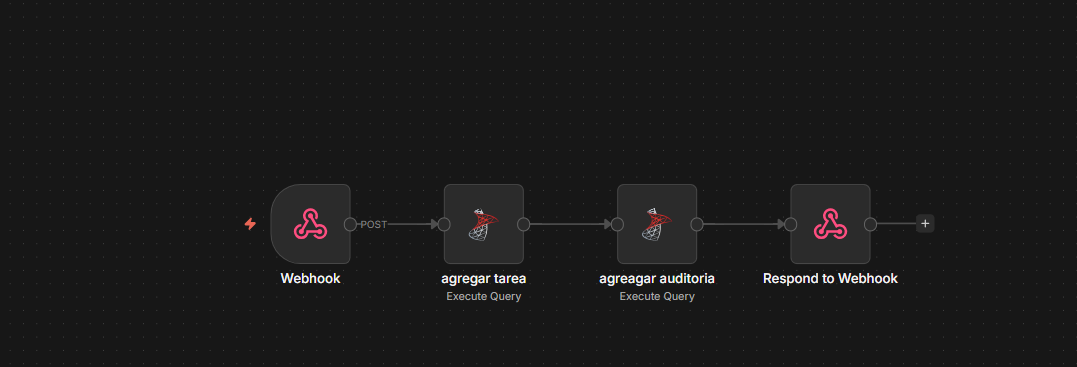 POST
+
Webhook
agregar tarea
agreagar auditoria
Respond to Webhook
Execute Query
Execute Query